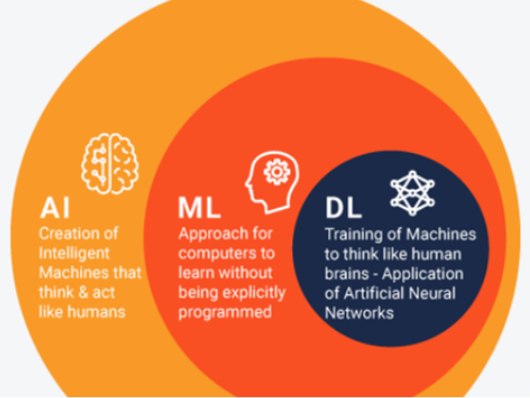 AI
Creation of
Intelligent
Machines that
think & act
like humans
ML
Approach for
computers to
learn without
being explicitly
programmed
DL
Training of Machines
to think like human
brains - Application
of Artificial Neural
Networks